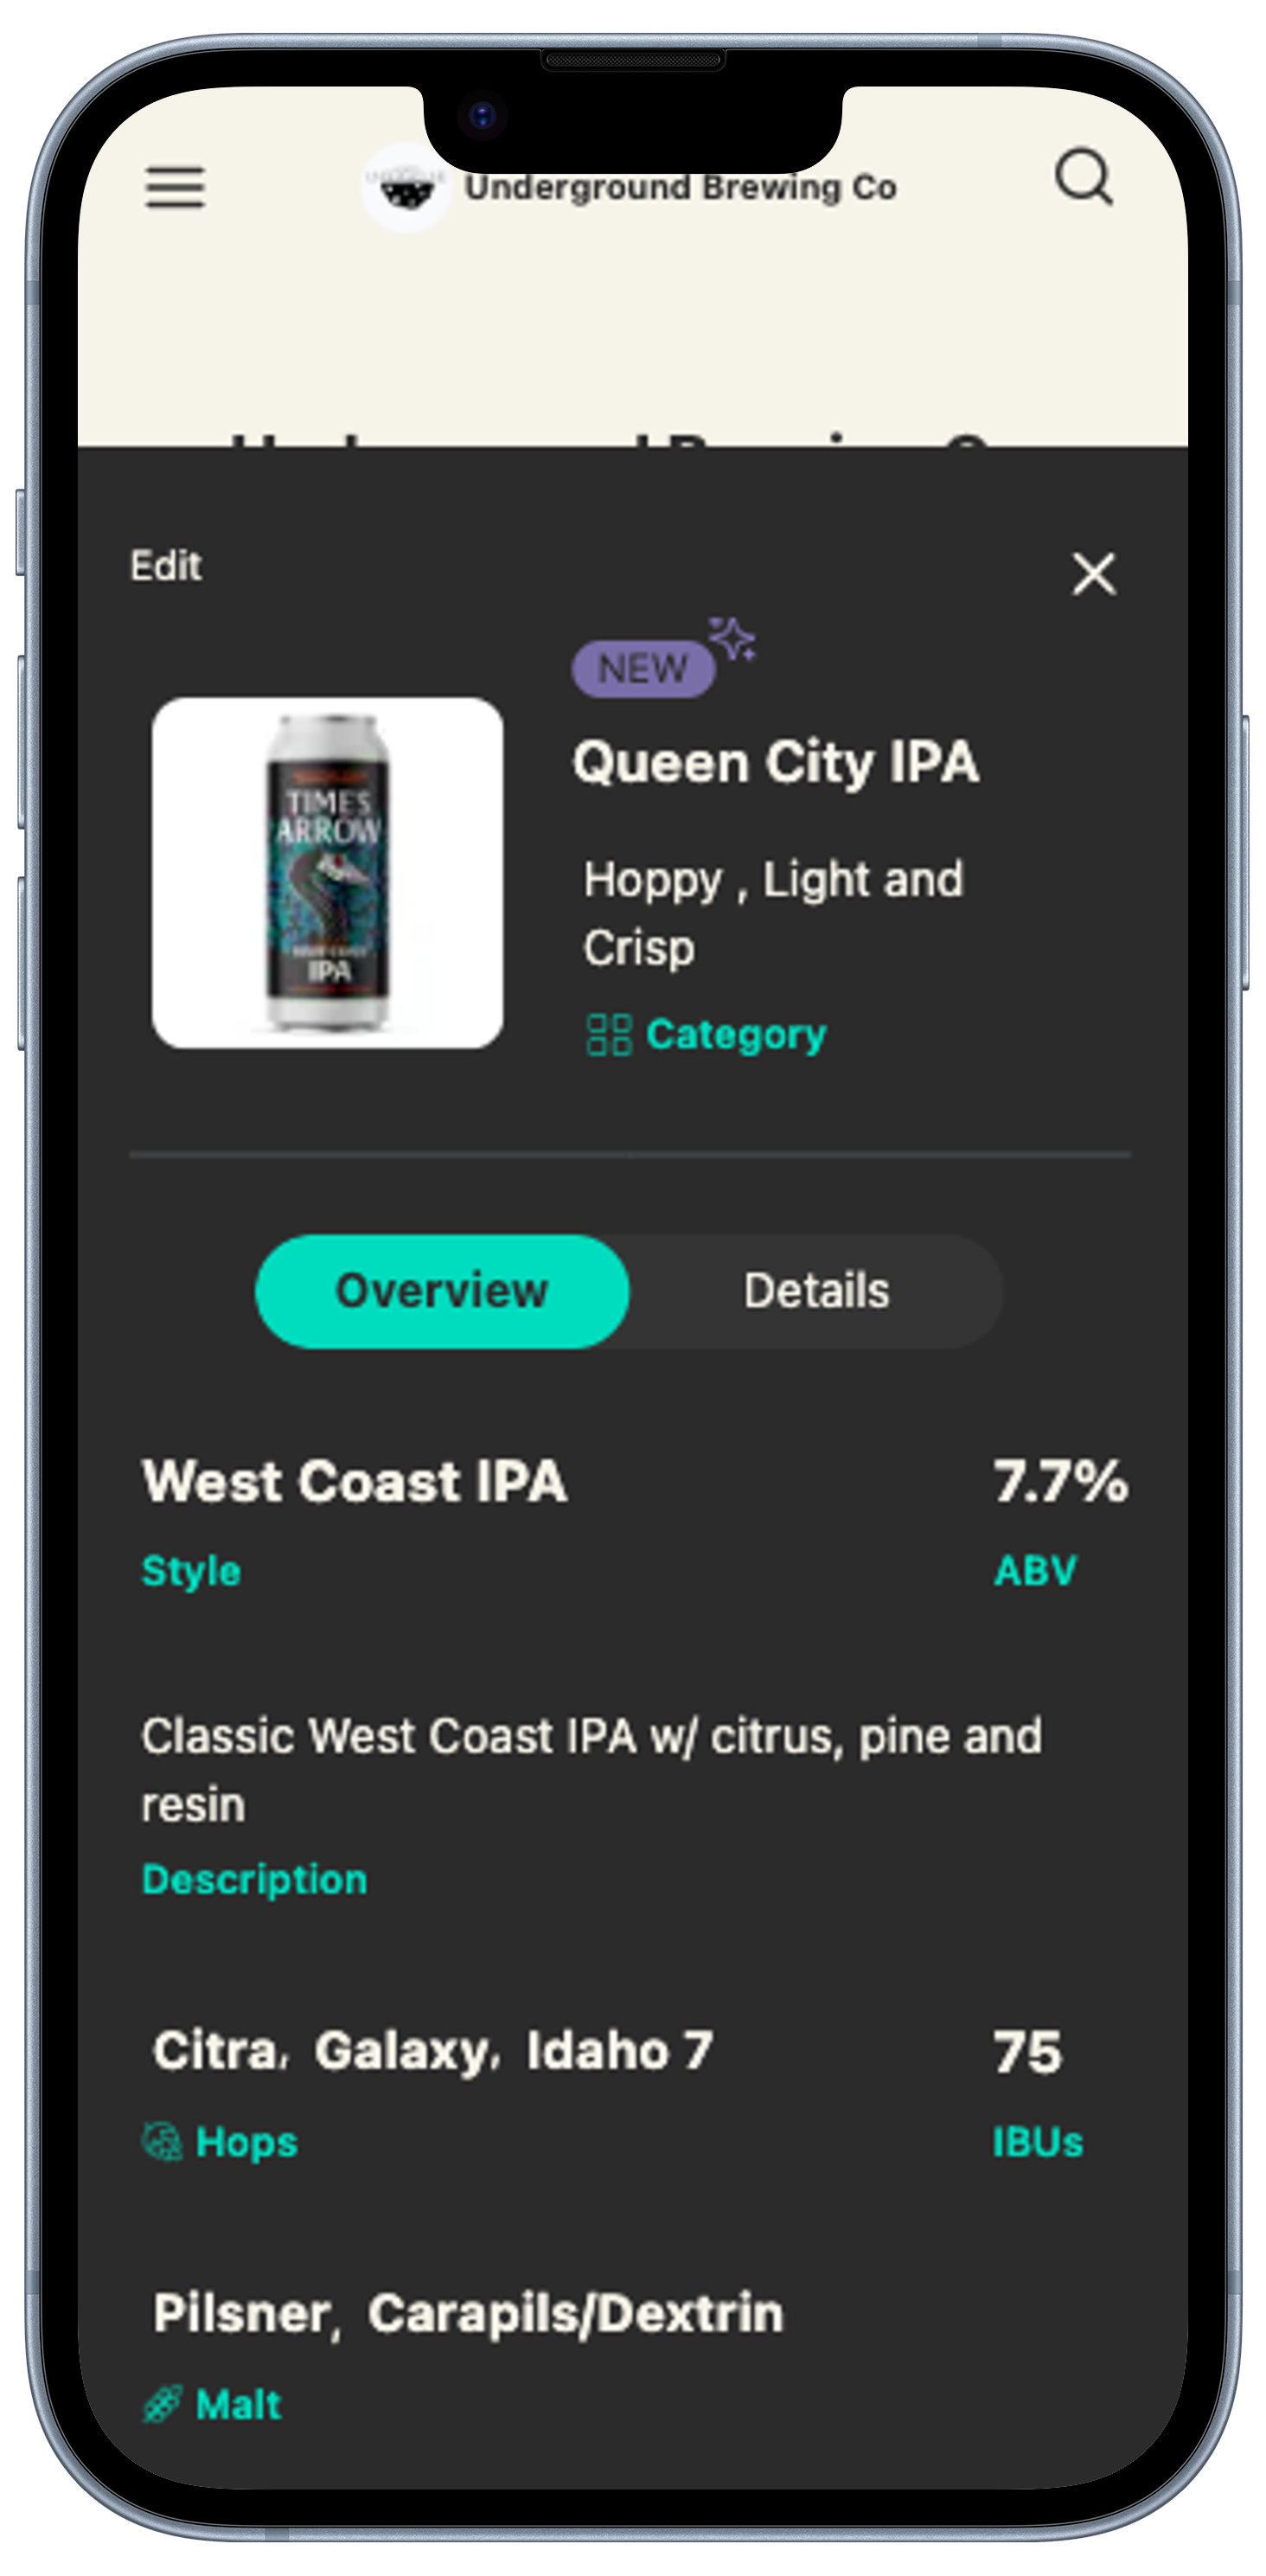 Underground Brewing Co
Edit
NEW
Queen City IPA
TIMES
ARROW
IPA
Hoppy , Light and
Crisp
Category
Overview
Details
West Coast IPA
7.7%
Style
ABV
Classic West Coast IPA w/ citrus, pine and
resin
Description
Citra, Galaxy, Idaho 7
75
Hops
IBUs
Pilsner, Carapils/Dextrin
Malt